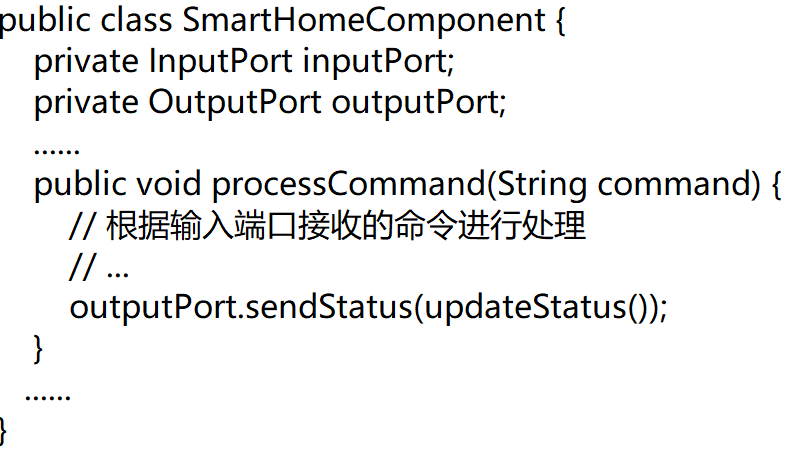 public class SmartHomeComponent {
private InputPort inputPort;
private OutputPort outputPort;
......
public void processCommand(String command) {
// 根据输入端口接收的命令进行处理
// ...
outputPort.sendStatus(updateStatus());
}
......
}